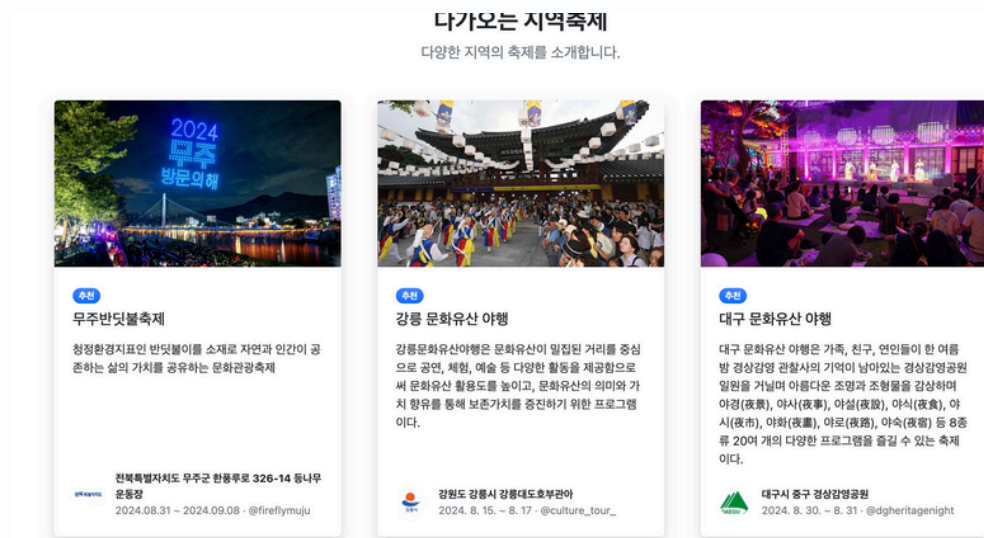 다가오는 지역축제
다양한 지역의 축제를 소개합니다.
2024
무주
방문의해
추천
무주반딧불축제
청정환경지표인 반딧불이를 소재로 자연과 인간이 공
존하는 삶의 가치를 공유하는 문화관광축제
전북특별자치도 무주군 한풍루로 326-14 등나무
운동장
2024.08.31 ~ 2024.09.08 · @fireflymuju
추천
강릉 문화유산 야행
강릉문화유산야행은 문화유산이 밀집된 거리를 중심
으로 공연, 체험, 예술 등 다양한 활동을 제공함으로
써 문화유산 활용도를 높이고, 문화유산의 의미와 가
치 향유를 통해 보존가치를 증진하기 위한 프로그램
이다.
강릉시
강원도 강릉시 강릉대도호부관아
2024. 8. 15. ~ 8. 17 · @culture_tour_
추천
대구 문화유산 야행
대구 문화유산 야행은 가족, 친구, 연인들이 한 여름
밤 경상감영 관찰사의 기억이 남아있는 경상감영공원
일원을 거닐며 아름다운 조명과 조형물을 감상하며
야경(夜景), 야사(夜事), 야설(夜設), 야식(夜食), 야
시(夜市), 야화(夜畵), 야로(夜路), 야숙(夜宿) 등 8종
류 20여 개의 다양한 프로그램을 즐길 수 있는 축제
이다.
DAEGU
대구시 중구 경상감영공원
2024. 8. 30. ~ 8. 31 · @dgheritagenight